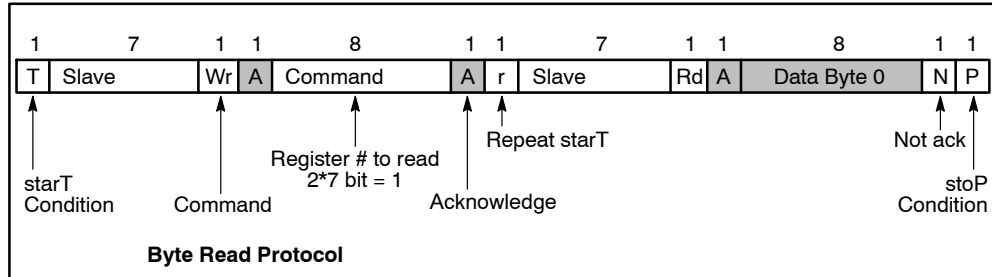 1 7 1 1 8 1 1 7 1 1 8 1 1
T Slave Wr A Command A r Slave Rd A Data Byte 0 N P
Repeat starT Not ack
Register # to read
2*7 bit = 1
starT stoP
Condition Command Acknowledge Condition
Byte Read Protocol